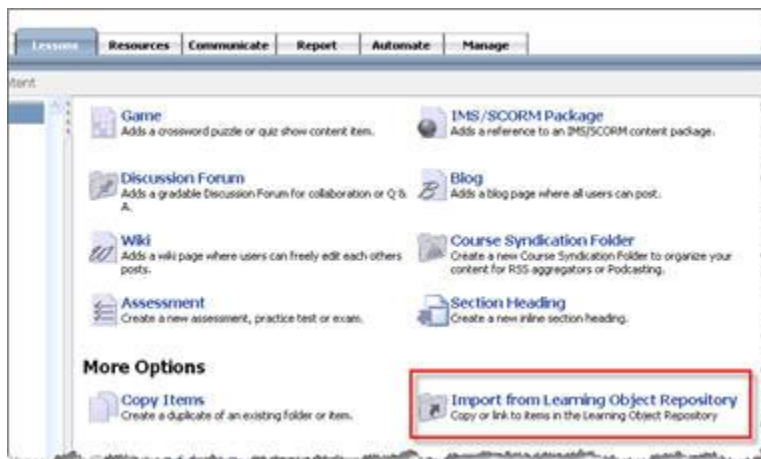 Lessons Resources Communicate Report Automate Manage
tent
Game
Adds a crossword puzzle or quiz show content item.
IMS/SCORM Package
Adds a reference to an IMS/SCORM content package.
Discussion Forum
Adds a gradable Discussion Forum for collaboration or Q &
A.
Blog
Adds a blog page where all users can post.
Wiki
Adds a wiki page where users can freely edit each others
posts.
Course Syndication Folder
Create a new Course Syndication Folder to organize your
content for RSS aggregators or Podcasting.
Assessment
Create a new assessment, practice test or exam.
Section Heading
Create a new inline section heading.
More Options
Copy Items
Create a duplicate of an existing folder or item.
Import from Learning Object Repository
Copy or link to items in the Learning Object Repository